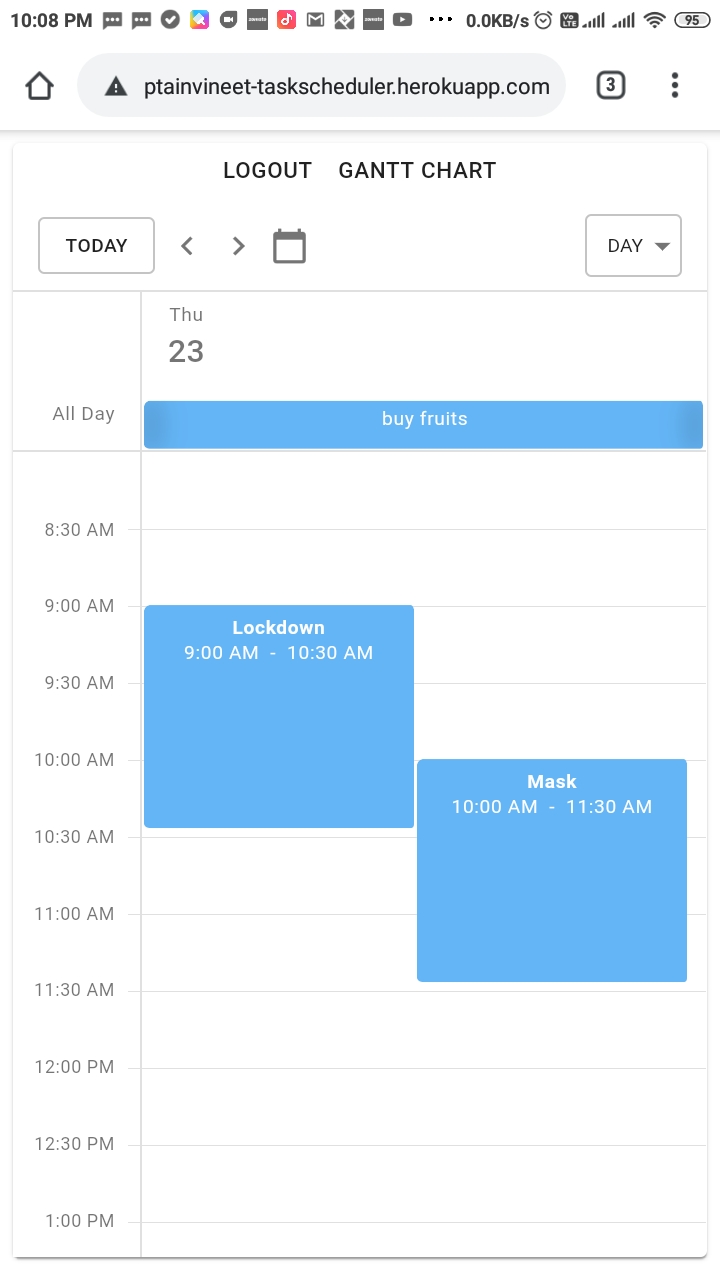 10:08 PM 0.0KB/s Vo LTE 95
ptainvineet-taskscheduler.herokuapp.com 3
LOGOUT GANTT CHART
TODAY DAY
Thu
23
All Day buy fruits
8:30 AM
9:00 AM
Lockdown
9:00 AM - 10:30 AM
9:30 AM
10:00 AM
Mask
10:00 AM - 11:30 AM
10:30 AM
11:00 AM
11:30 AM
12:00 PM
12:30 PM
1:00 PM